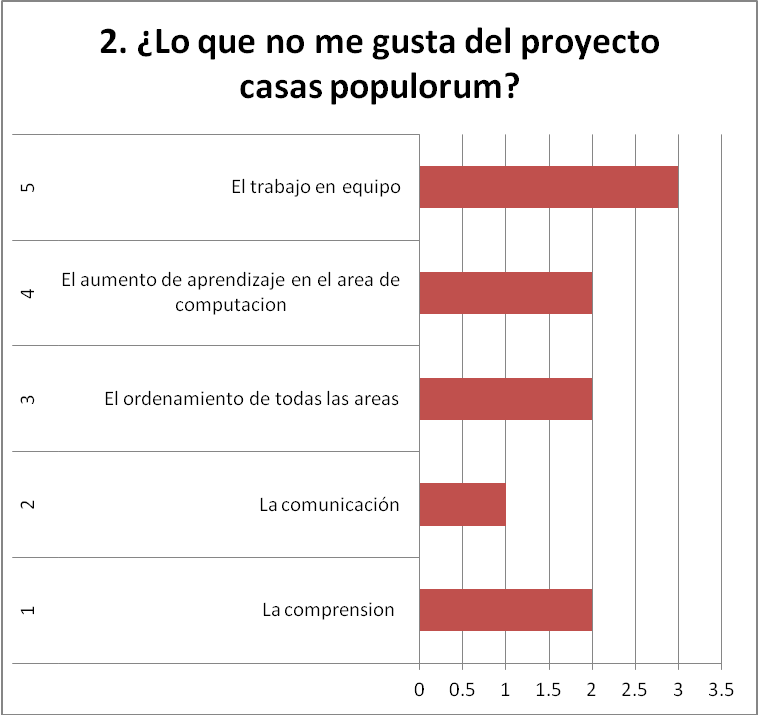 2. ¿Lo que no me gusta del proyecto
casas populorum?
5
El trabajo en equipo
4
El aumento de aprendizaje en el area de
computacion
3
El ordenamiento de todas las areas
2
La comunicación
1
La comprension
0 0.5 1 1.5 2 2.5 3 3.5